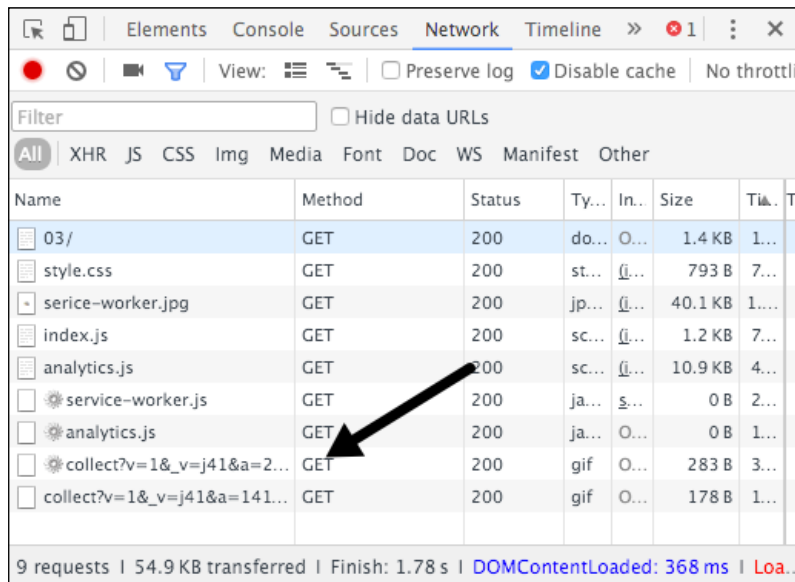 Elements Console Sources Network Timeline » 1
View: Preserve log Disable cache No throttli
Filter Hide data URLs
All XHR JS CSS Img Media Font Doc WS Manifest Other
Name Method Status Ty... In... Size Ti... T
03/ GET 200 do... O... 1.4 KB 1...
style.css GET 200 st... (i... 793 B 7...
serice-worker.jpg GET 200 jp... (i... 40.1 KB 1....
index.js GET 200 sc... (i... 1.2 KB 7...
analytics.js GET 200 sc... (i... 10.9 KB 4...
service-worker.js GET 200 ja... s... 0 B 2...
analytics.js GET 200 ja... O... 0 B 1...
collect?v=1&_v=j41&a=2... GET 200 gif O... 283 B 3...
collect?v=1&_v=j41&a=141... GET 200 gif O... 178 B 1...
9 requests | 54.9 KB transferred | Finish: 1.78 s | DOMContentLoaded: 368 ms | Loa...